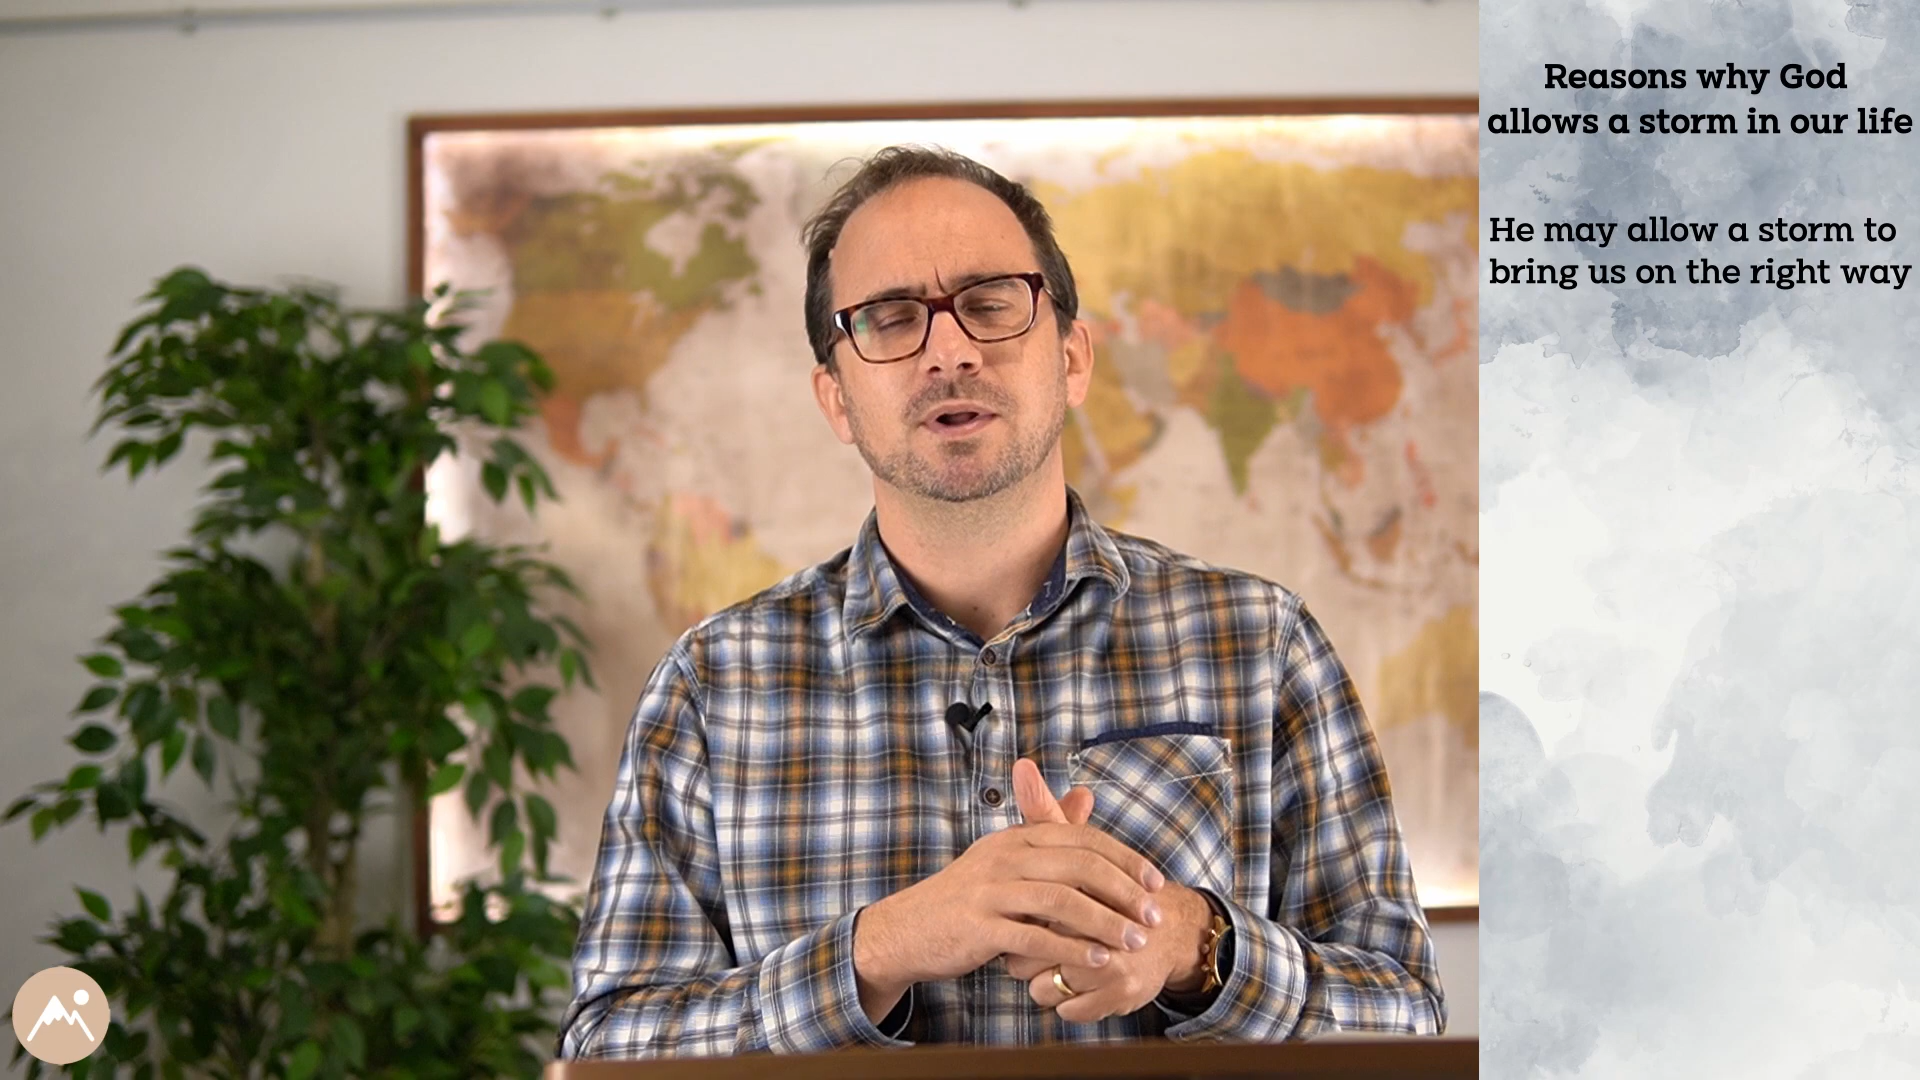 Reasons why God
allows a storm in our life
He may allow a storm to
bring us on the right way